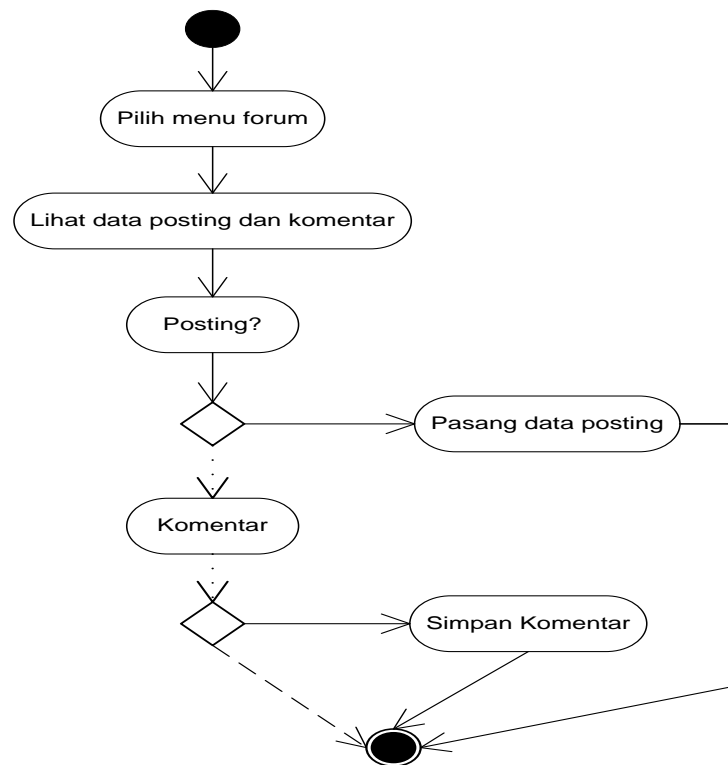 Pilih menu forum
Lihat data posting dan komentar
Posting?
Pasang data posting
Komentar
Simpan Komentar